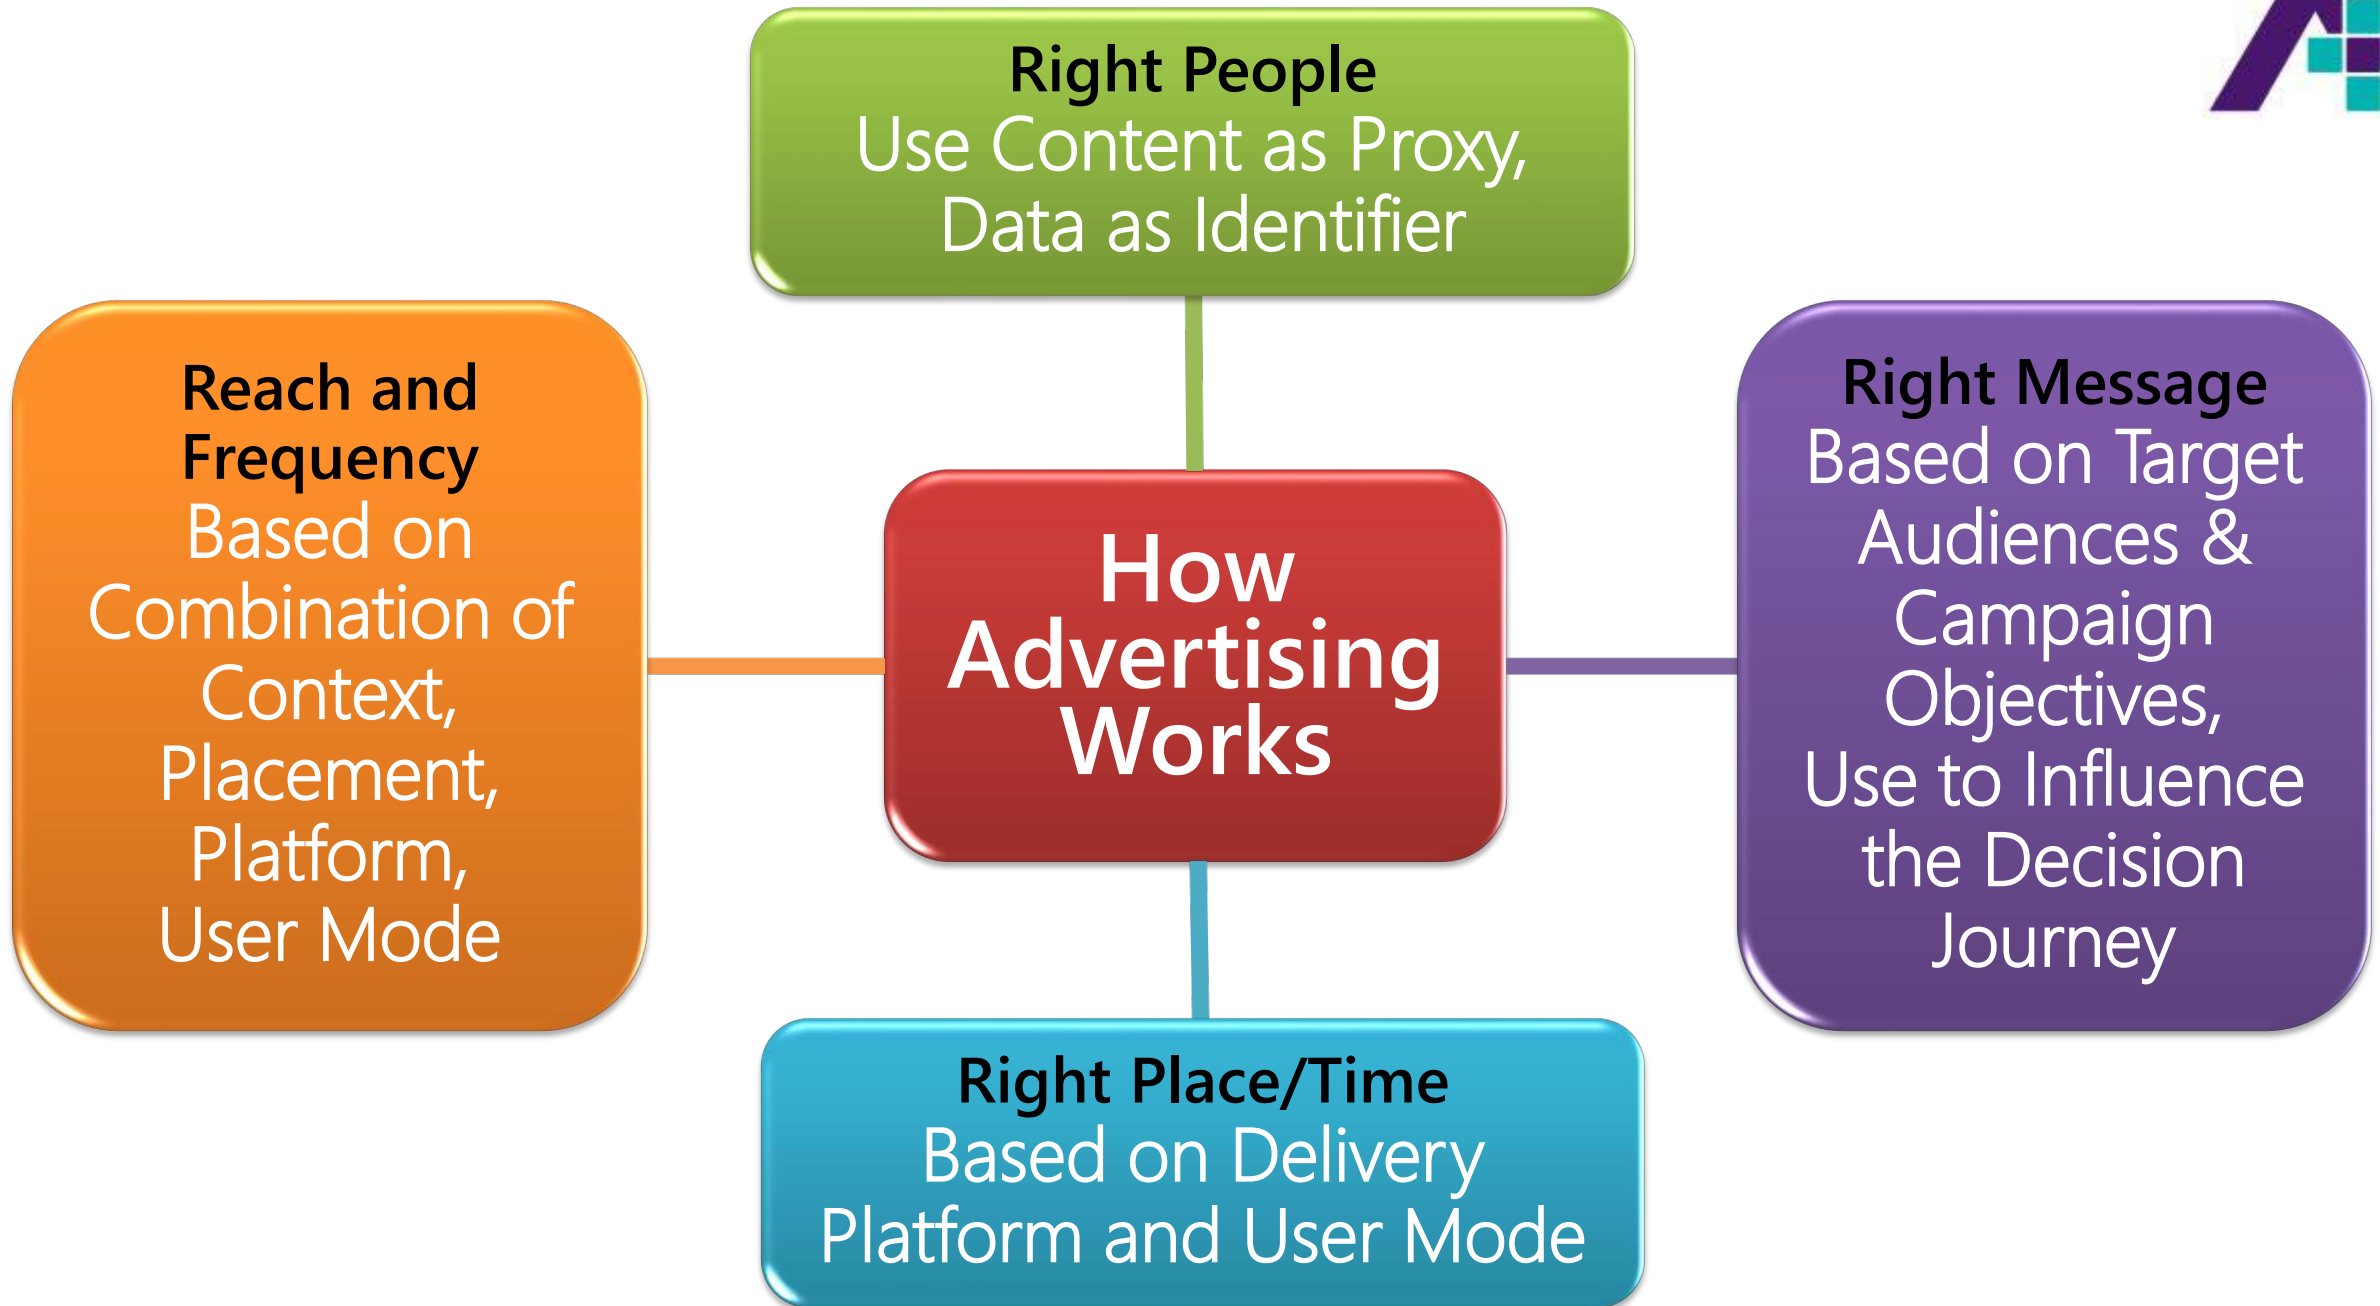 Right People
Use Content as Proxy,
Data as Identifier
Reach and
Frequency
Based on
Combination of
Context,
Placement,
Platform,
User Mode
How
Advertising
Works
Right Message
Based on Target
Audiences &
Campaign
Objectives,
Use to Influence
the Decision
Journey
Right Place/Time
Based on Delivery
Platform and User Mode